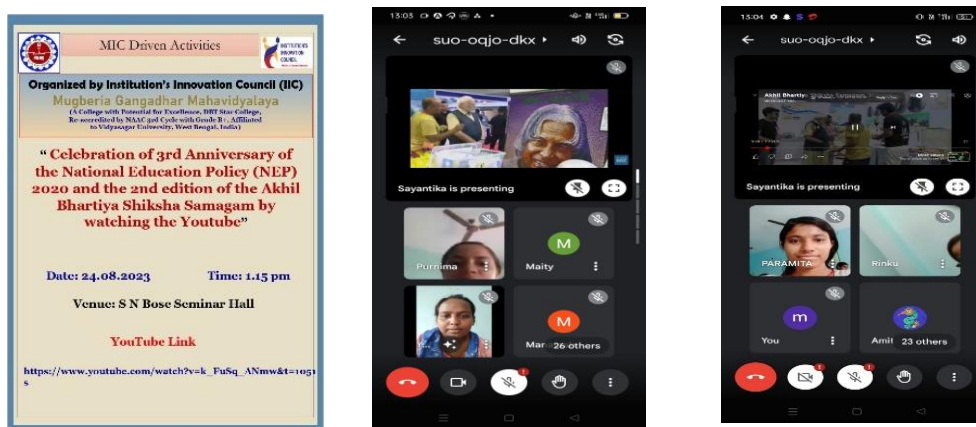 MIC Driven Activities
INSTITUTION'S
INNOVATION
COUNCIL
Organized by Institution's Innovation Council (IIC)
Mugberia Gangadhar Mahavidyalaya
(A College with Potential for Excellence, DBT Star College,
Re-accredited by NAAC 3rd Cycle with Grade B+, Affiliated
to Vidyasagar University, West Bengal, India)
“ Celebration of 3rd Anniversary of
the National Education Policy (NEP)
2020 and the 2nd edition of the Akhil
Bhartiya Shiksha Samagam by
watching the Youtube”
Date: 24.08.2023 Time: 1.15 pm
Venue: S N Bose Seminar Hall
YouTube Link
https://www.youtube.com/watch?v=k_FuSq_ANmw&t=1051
s
13:03
suo-oqjo-dkx
Sayantika is presenting
Purnima
M
Maity
M
Mar 26 others
13:04
suo-oqjo-dkx
Akhil Bhartiy
Sayantika is presenting
PARAMITA
Rinku
m
You
Amit 23 others